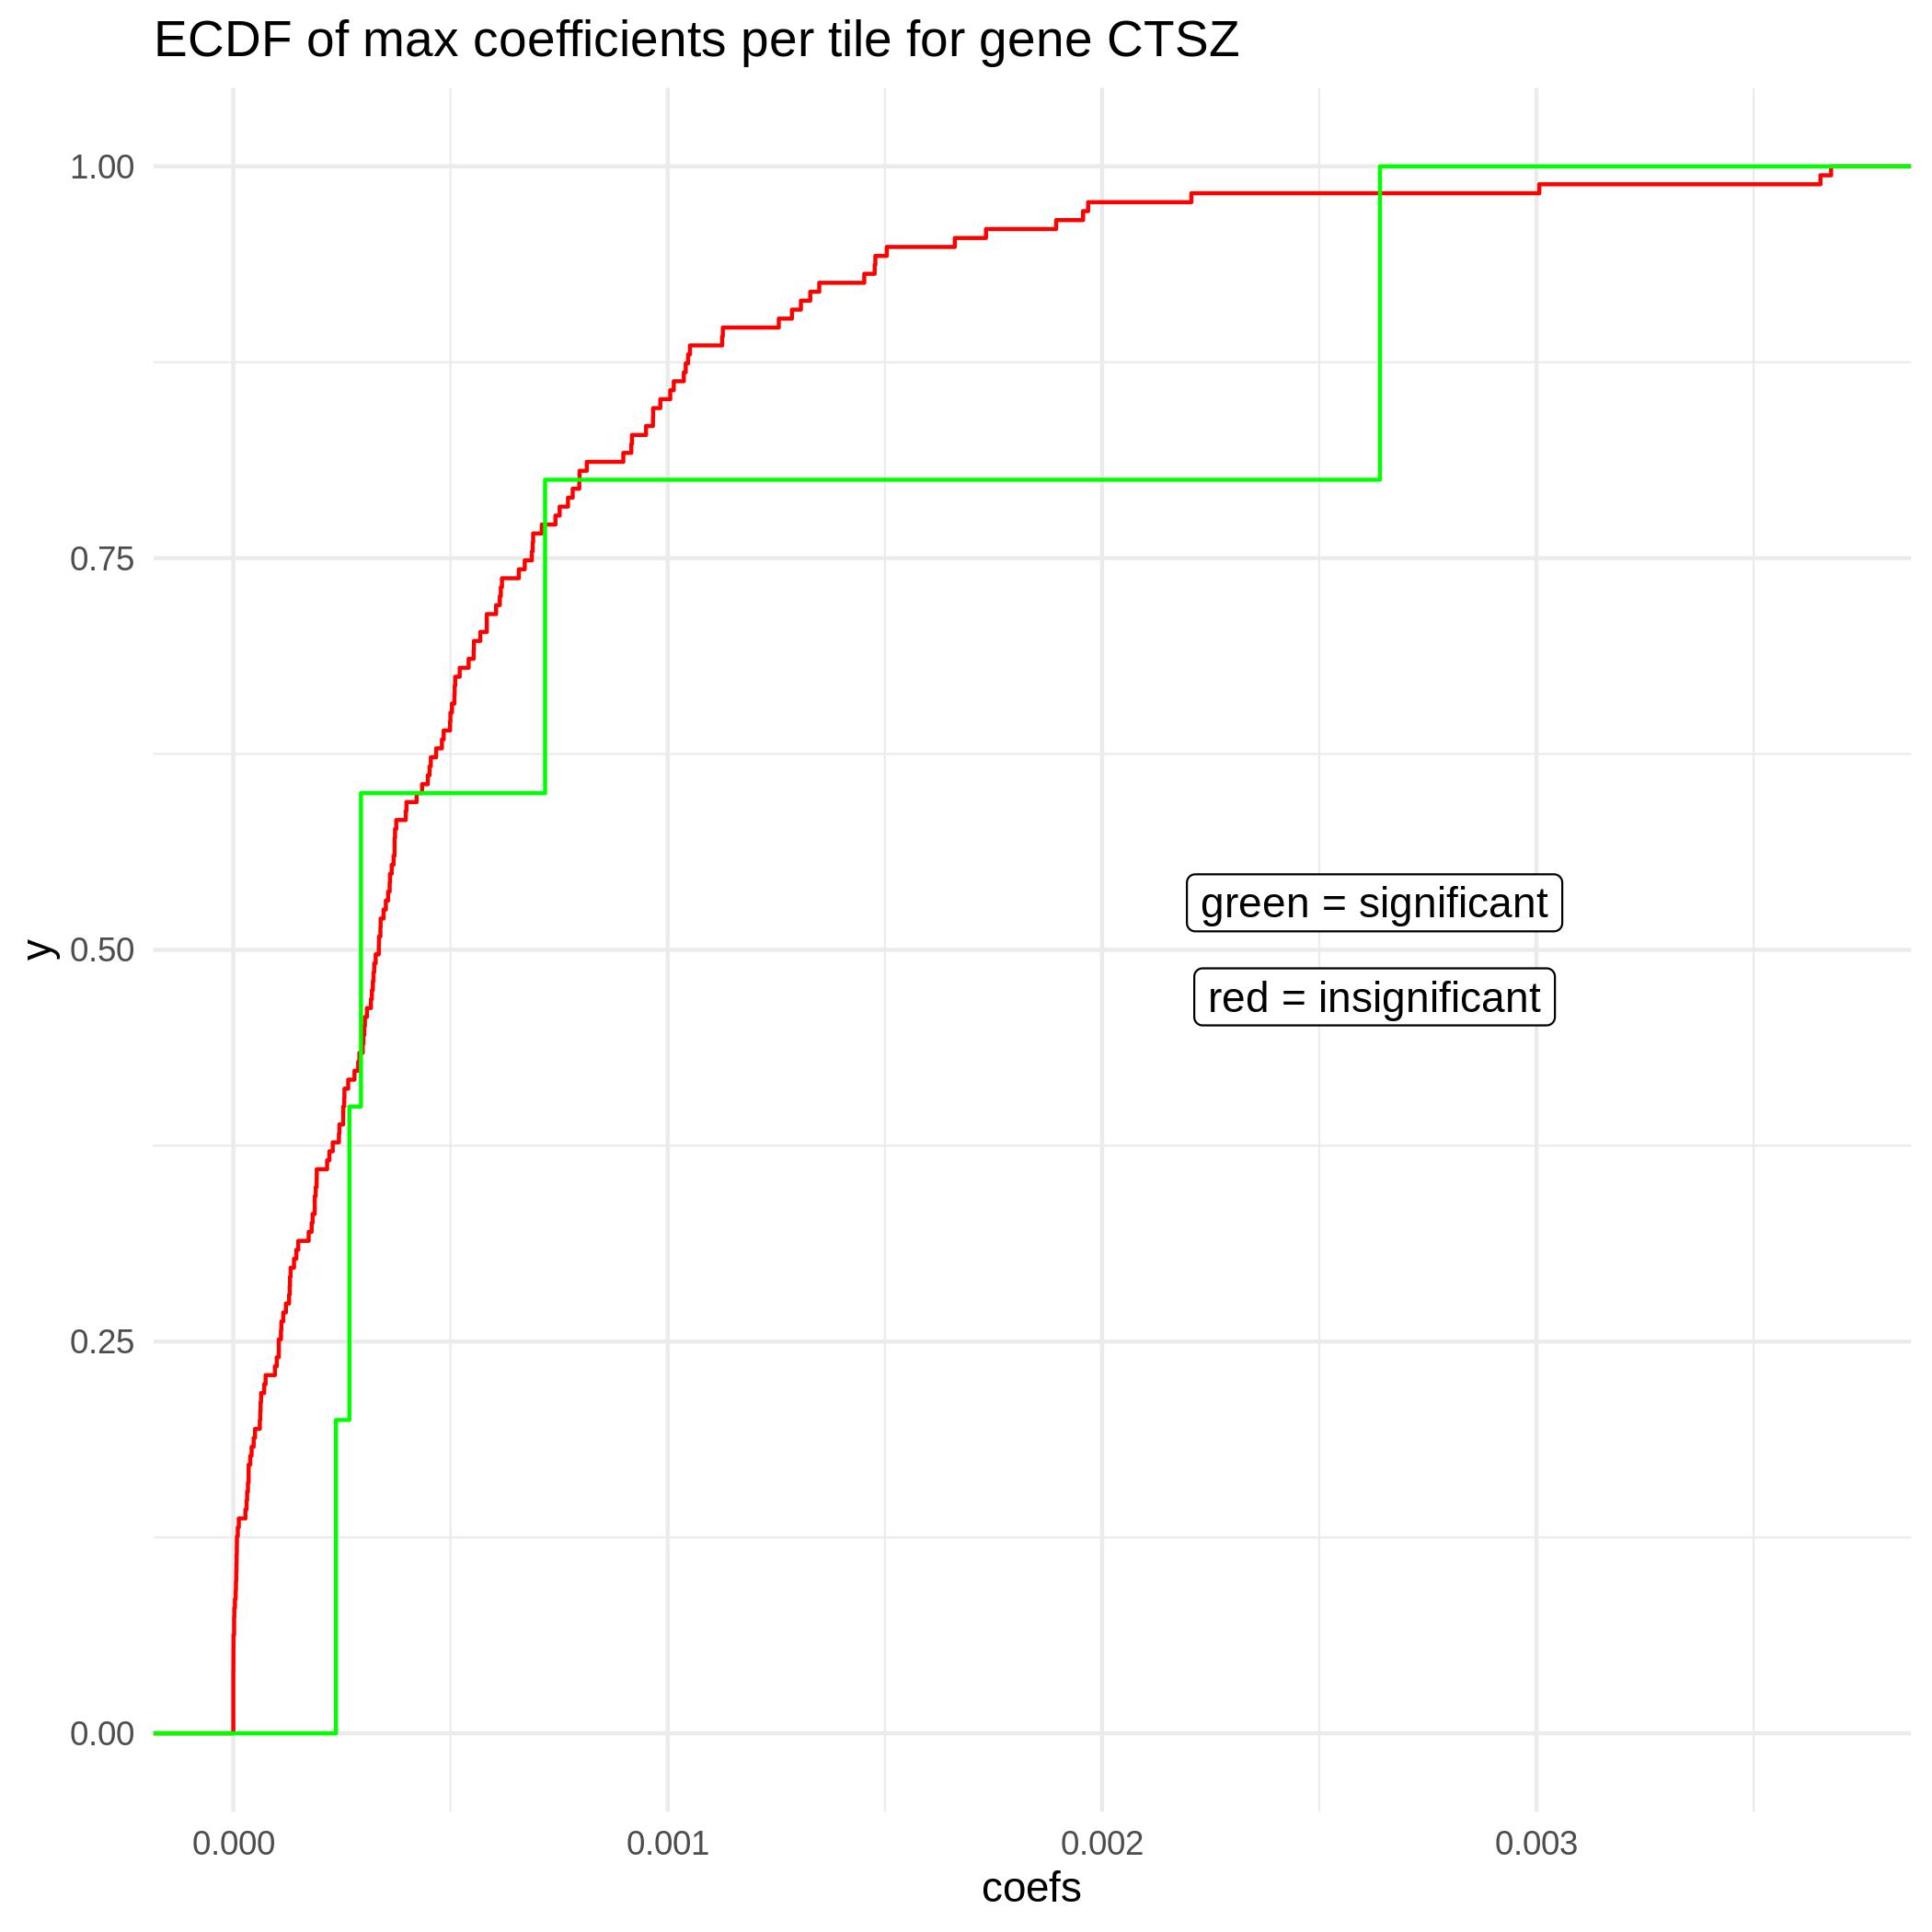 ECDF of max coefficients per tile for gene CTSZ
1.00
0.75
0.50
0.25
0.00
y
green = significant
red = insignificant
0.000 0.001 0.002 0.003
coefs